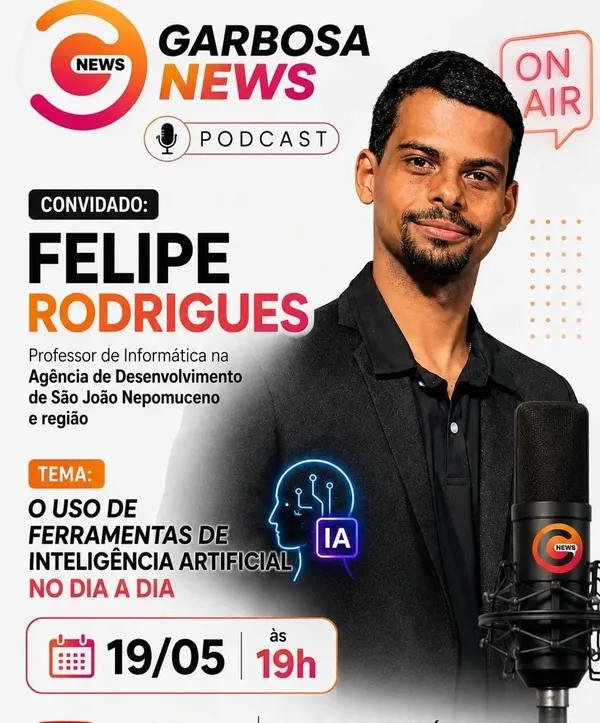 NEWS
GARBOSA
NEWS
PODCAST
ON
AIR
CONVIDADO:
FELIPE
RODRIGUES
Professor de Informática na
Agência de Desenvolvimento
de São João Nepomuceno
e região
TEMA:
O USO DE
FERRAMENTAS DE
INTELIGÊNCIA ARTIFICIAL
NO DIA A DIA
IA
NEWS
19/05
às
19h